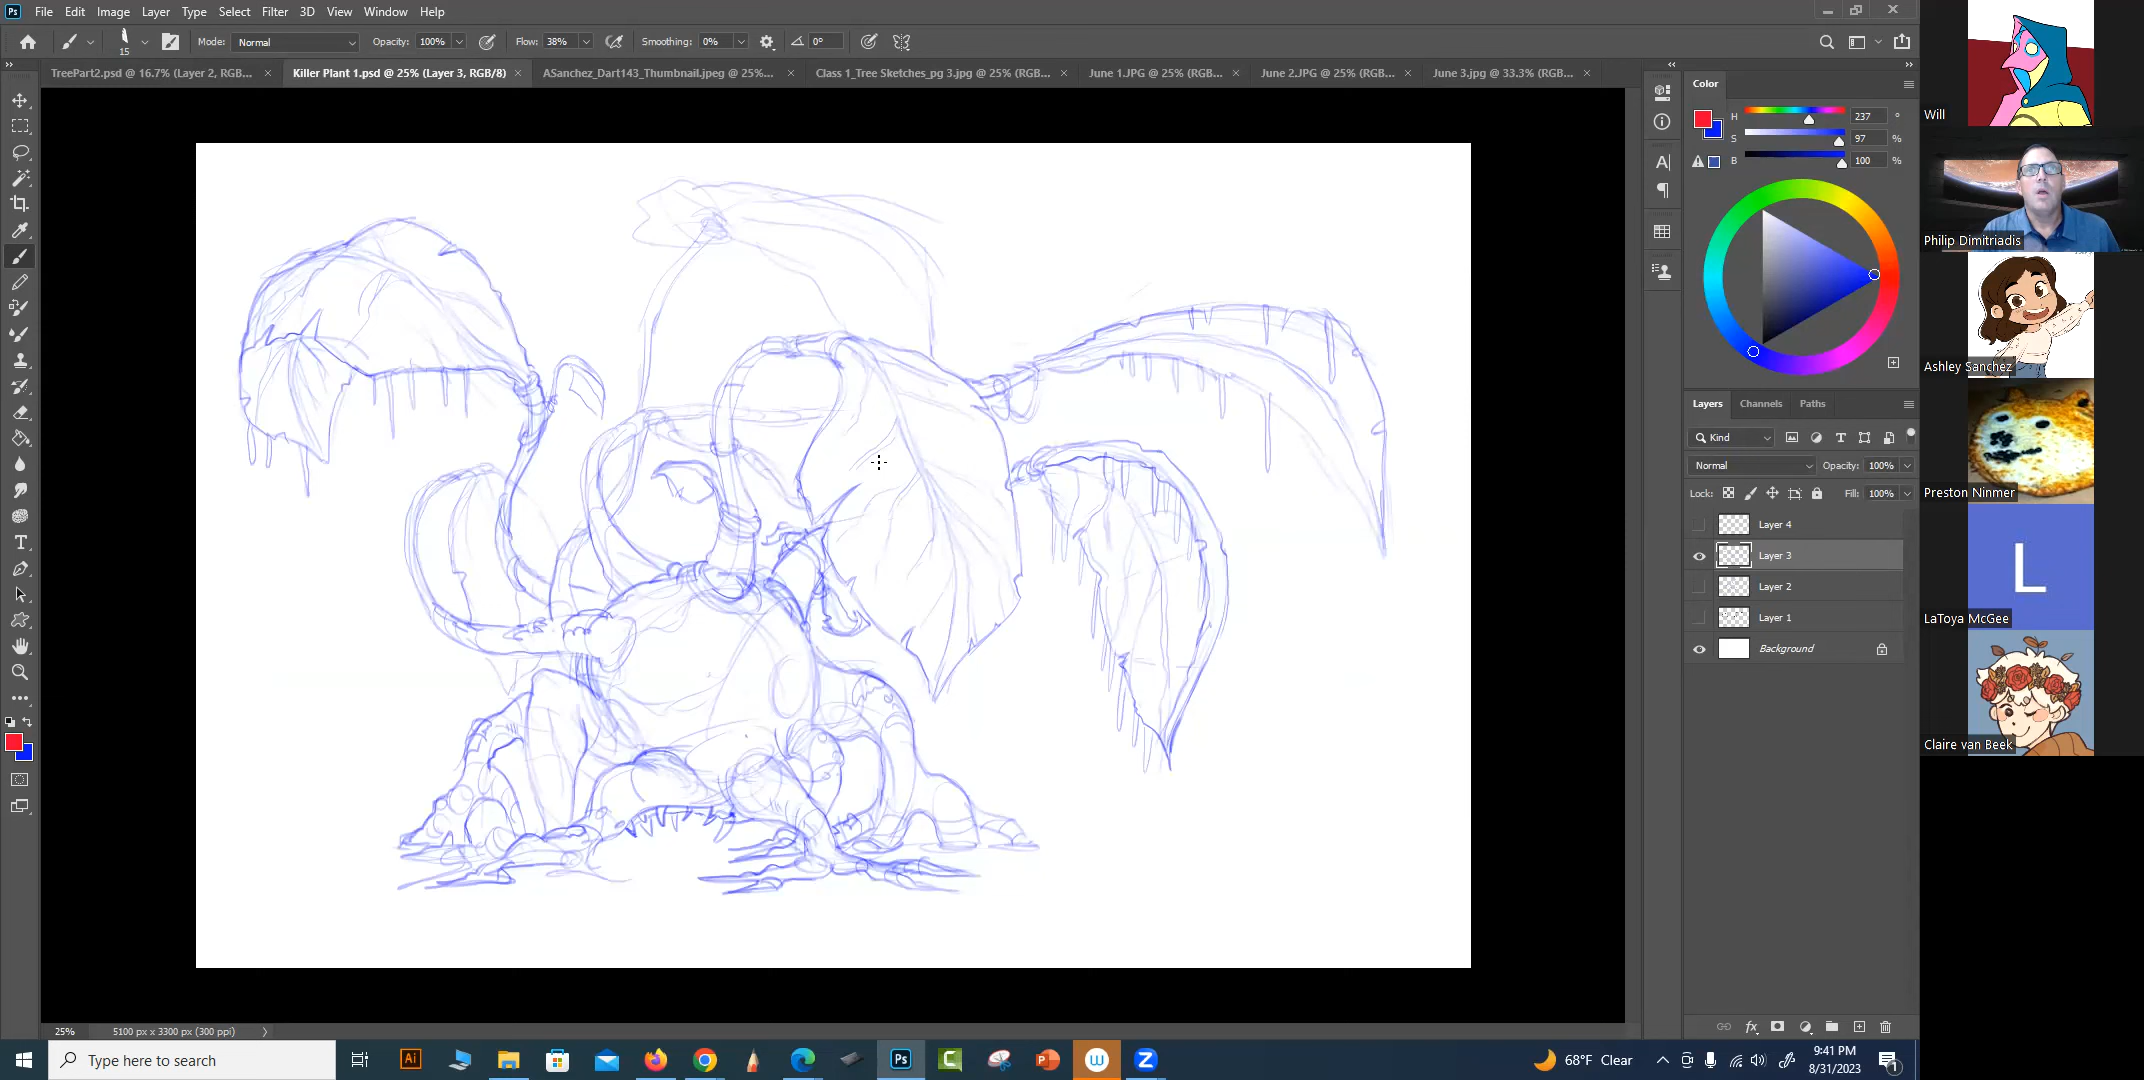 Ps File Edit Image Layer Type Select Filter 3D View Window Help
15 Mode: Normal Opacity: 100% Flow: 38% Smoothing: 0% 0°
TreePart2.psd @ 16.7% (Layer 2, RGB... Killer Plant 1.psd @ 25% (Layer 3, RGB/8) ASanchez_Dart143_Thumbnail.jpeg @ 25%... Class 1_Tree Sketches_pg 3.jpg @ 25% (RGB... June 1.JPG @ 25% (RGB... June 2.JPG @ 25% (RGB... June 3.jpg @ 33.3% (RGB...
Color
H 237 °
S 97 %
B 100 %
Layers Channels Paths
Kind
Normal Opacity: 100%
Lock: Fill: 100%
Layer 4
Layer 3
Layer 2
Layer 1
Background
Will
Philip Dimitriadis
Ashley Sanchez
Preston Ninmer
L
LaToya McGee
Claire van Beek
25% 5100 px x 3300 px (300 ppi)
fx
Type here to search
Ai
Ps
68°F Clear
9:41 PM
8/31/2023
1